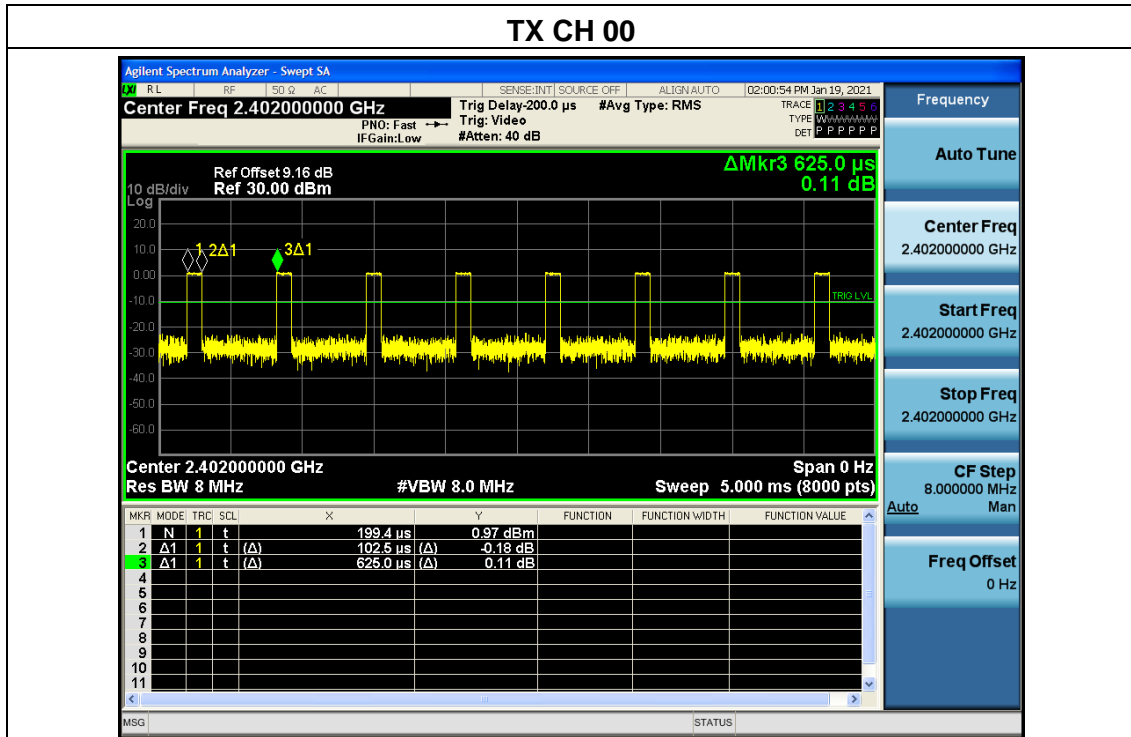 TX CH 00
Agilent Spectrum Analyzer - Swept SA
LXI RL RF 50 Ω AC SENSE:INT SOURCE OFF ALIGN AUTO 02:00:54 PM Jan 19, 2021
Center Freq 2.402000000 GHz
PNO: Fast
IFGain:Low
Trig Delay-200.0 µs #Avg Type: RMS
Trig: Video
#Atten: 40 dB
TRACE 1 2 3 4 5 6
TYPE WWWWWW
DET P P P P P P
Frequency
Auto Tune
Center Freq
2.402000000 GHz
Start Freq
2.402000000 GHz
Stop Freq
2.402000000 GHz
CF Step
8.000000 MHz
Auto Man
Freq Offset
0 Hz
ΔMkr3 625.0 µs
0.11 dB
Ref Offset 9.16 dB
10 dB/div Ref 30.00 dBm
Log
20.0
10.0
0.00
-10.0
-20.0
-30.0
-40.0
-50.0
-60.0
1 2Δ1 3Δ1
TRIG LVL
Center 2.402000000 GHz Span 0 Hz
Res BW 8 MHz #VBW 8.0 MHz Sweep 5.000 ms (8000 pts)
MKR MODE TRC SCL X Y FUNCTION FUNCTION WIDTH FUNCTION VALUE
1 N 1 t 199.4 µs 0.97 dBm
2 Δ1 1 t (Δ) 102.5 µs (Δ) -0.18 dB
3 Δ1 1 t (Δ) 625.0 µs (Δ) 0.11 dB
4
5
6
7
8
9
10
11
MSG STATUS